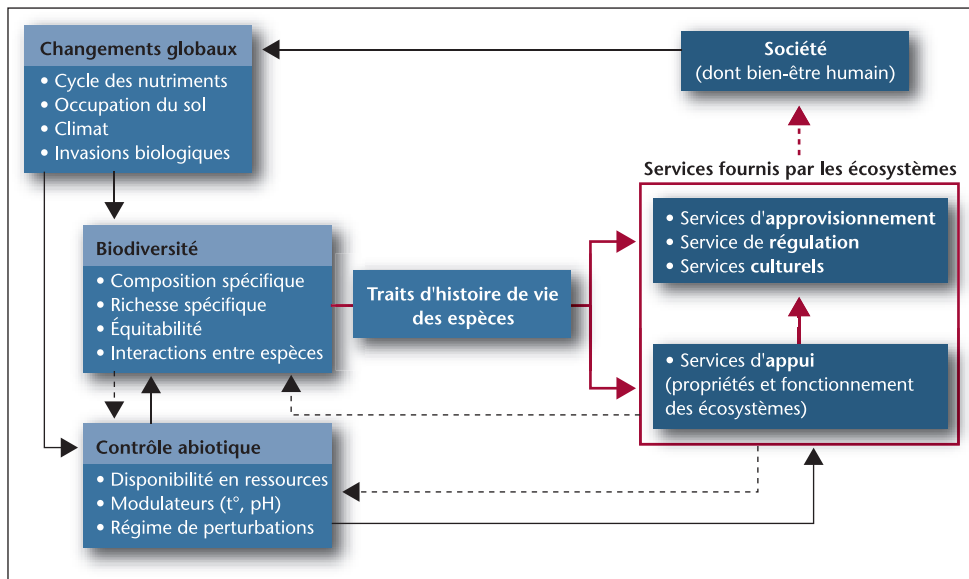 Changements globaux
• Cycle des nutriments
• Occupation du sol
• Climat
• Invasions biologiques
Société
(dont bien-être humain)
Services fournis par les écosystèmes
• Services d'approvisionnement
• Service de régulation
• Services culturels
Biodiversité
• Composition spécifique
• Richesse spécifique
• Équitabilité
• Interactions entre espèces
Traits d'histoire de vie
des espèces
• Services d'appui
(propriétés et fonctionnement
des écosystèmes)
Contrôle abiotique
• Disponibilité en ressources
• Modulateurs (t°, pH)
• Régime de perturbations